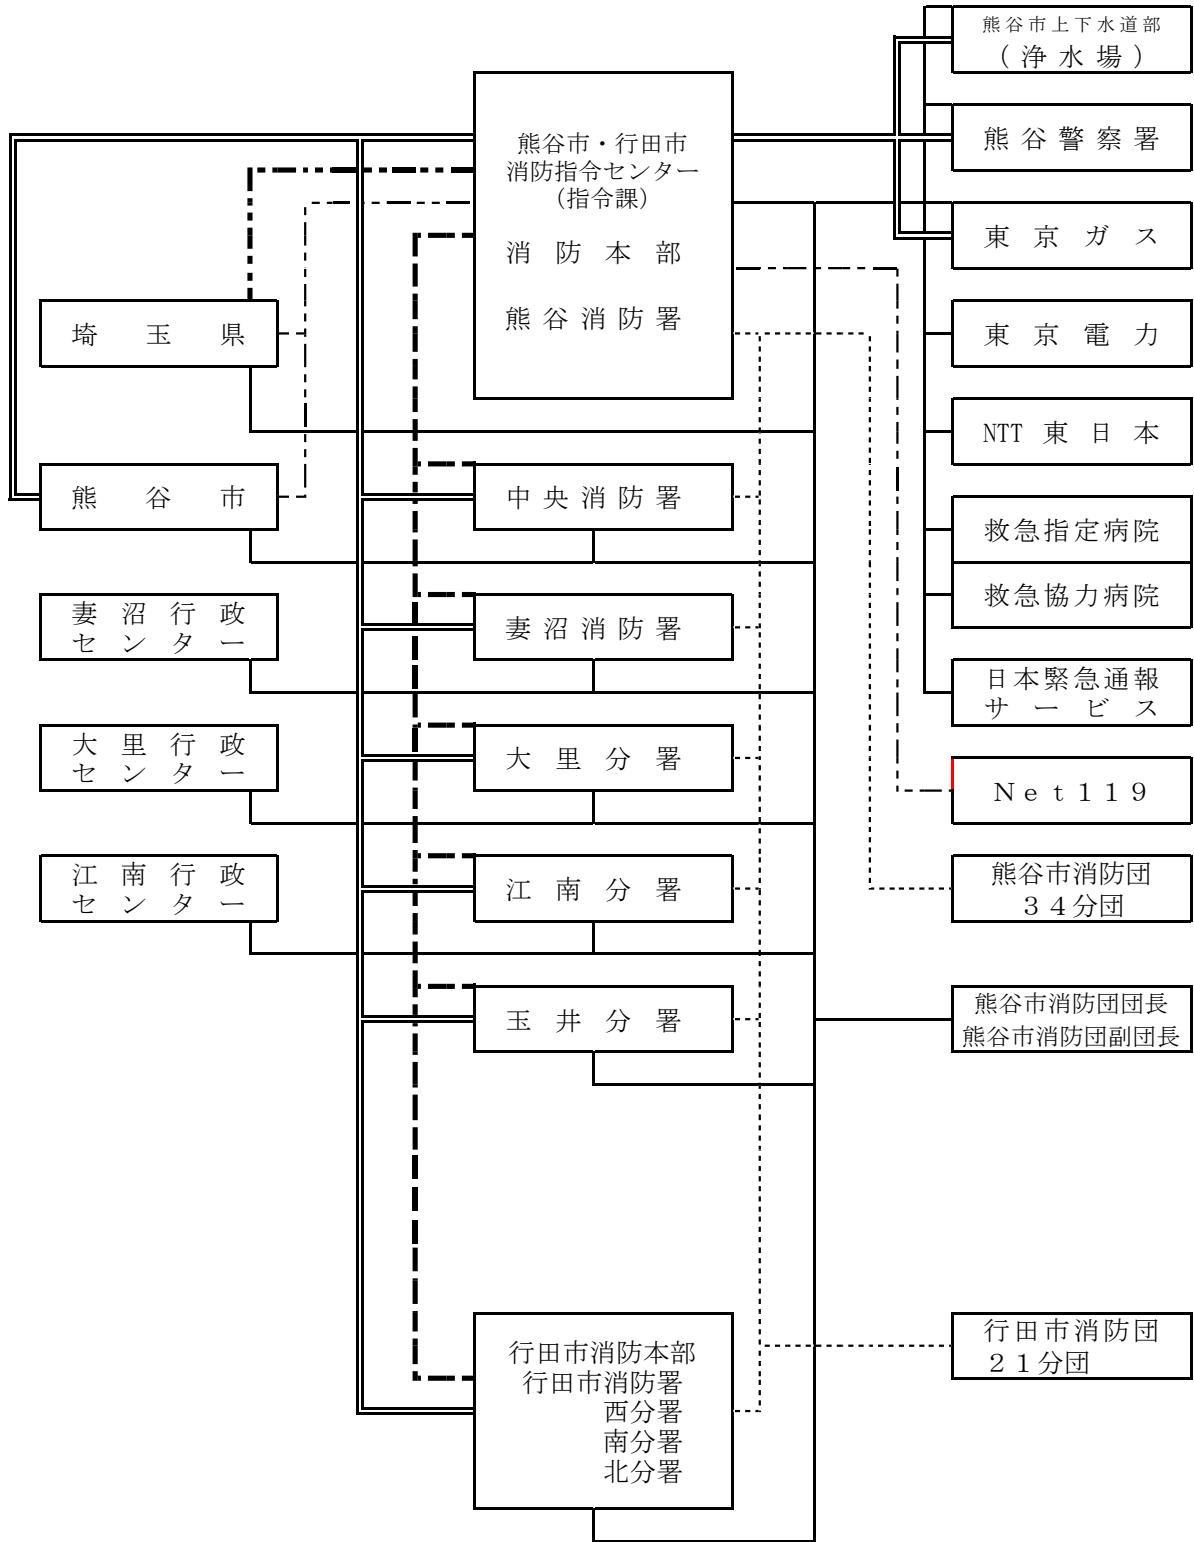 熊谷市上下水道部
(浄水場)
熊谷市・行田市
消防指令センター
(指令課)
消防本部
熊谷消防署
熊谷警察署
東京ガス
埼玉県
東京電力
NTT東日本
熊谷市
中央消防署
救急指定病院
救急協力病院
妻沼行政
センター
妻沼消防署
日本緊急通報
サービス
大里行政
センター
大里分署
Ｎｅｔ１１９
江南行政
センター
江南分署
熊谷市消防団
３４分団
玉井分署
熊谷市消防団団長
熊谷市消防団副団長
行田市消防本部
行田市消防署
西分署
南分署
北分署
行田市消防団
２１分団